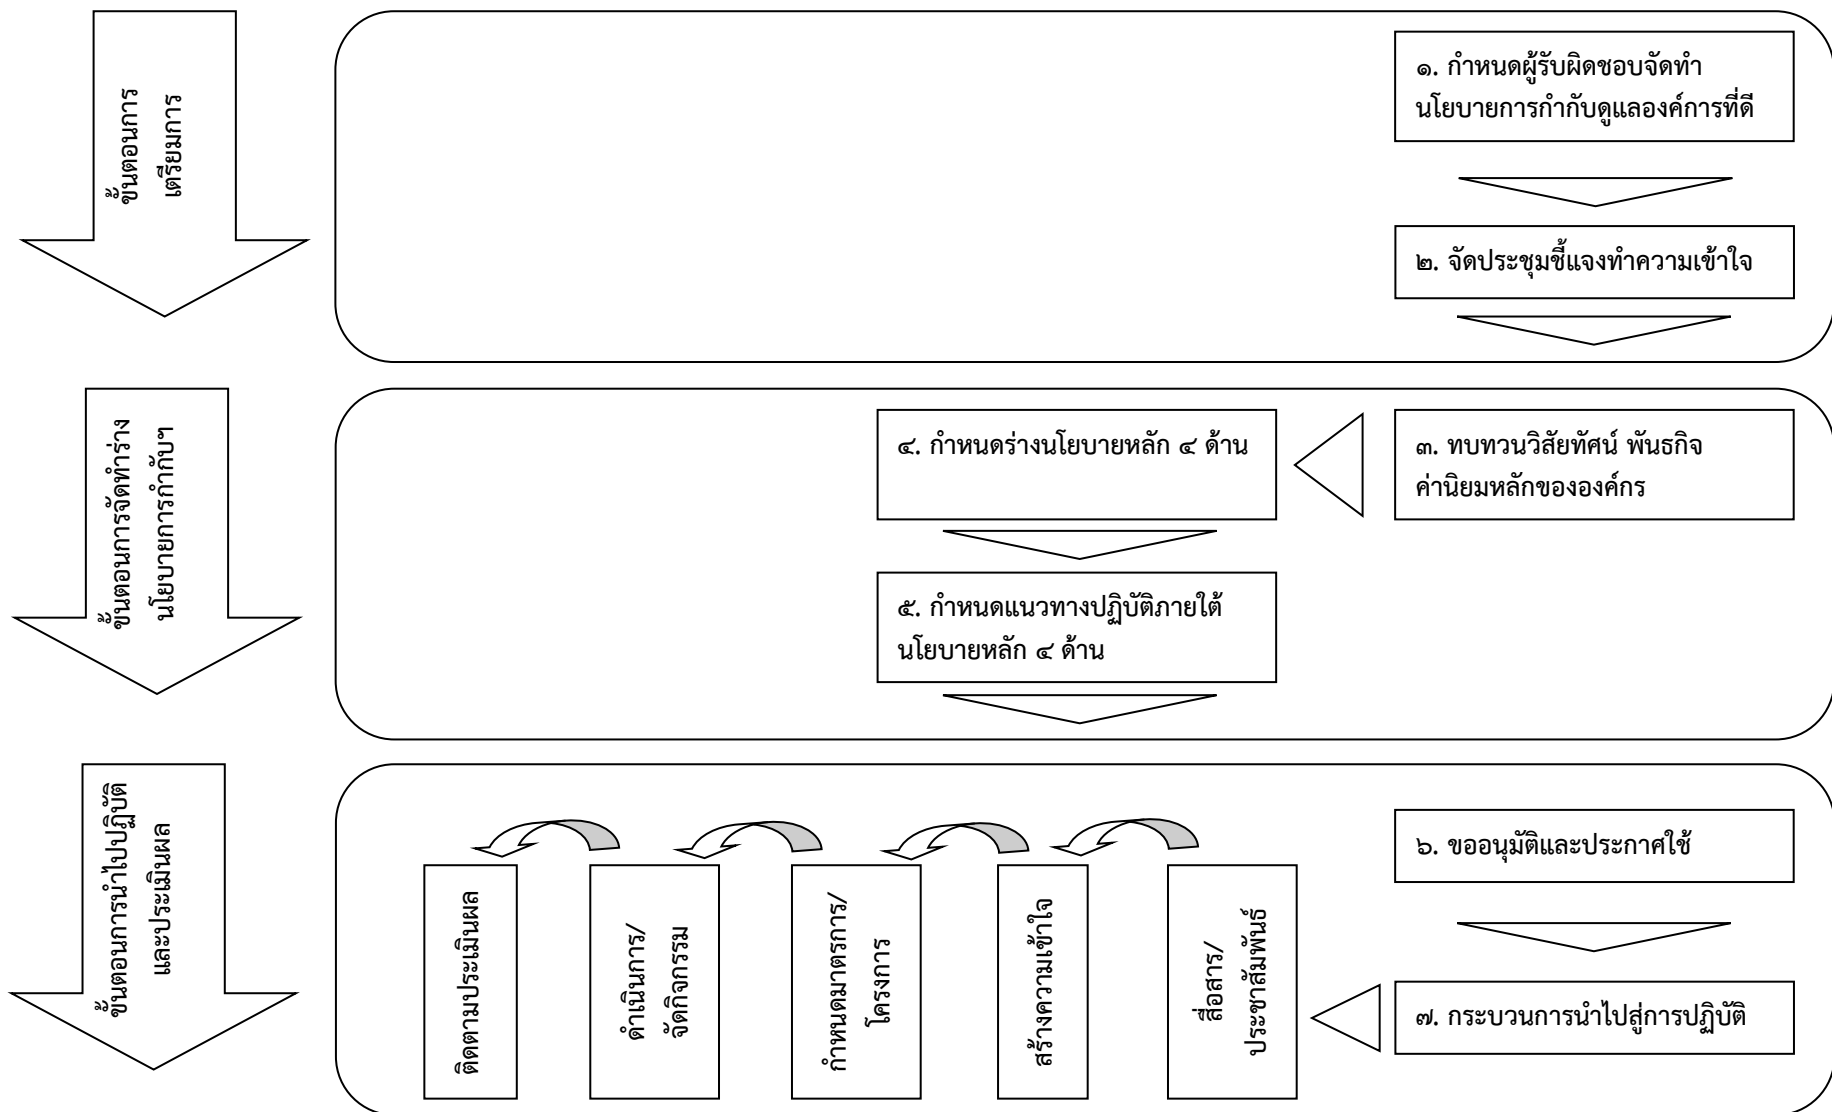 ขั้นตอนการ
เตรียมการ
๑. กำหนดผู้รับผิดชอบจัดทำ
นโยบายการกำกับดูแลองค์การที่ดี
๒. จัดประชุมชี้แจงทำความเข้าใจ
ขั้นตอนการจัดทำร่าง
นโยบายการกำกับฯ
๓. ทบทวนวิสัยทัศน์ พันธกิจ
ค่านิยมหลักขององค์กร
๔. กำหนดร่างนโยบายหลัก ๔ ด้าน
๕. กำหนดแนวทางปฏิบัติภายใต้
นโยบายหลัก ๔ ด้าน
ขั้นตอนการนำไปปฏิบัติ
และประเมินผล
๖. ขออนุมัติและประกาศใช้
๗. กระบวนการนำไปสู่การปฏิบัติ
สื่อสาร/
ประชาสัมพันธ์
สร้างความเข้าใจ
กำหนดมาตรการ/
โครงการ
ดำเนินการ/
จัดกิจกรรม
ติดตามประเมินผล